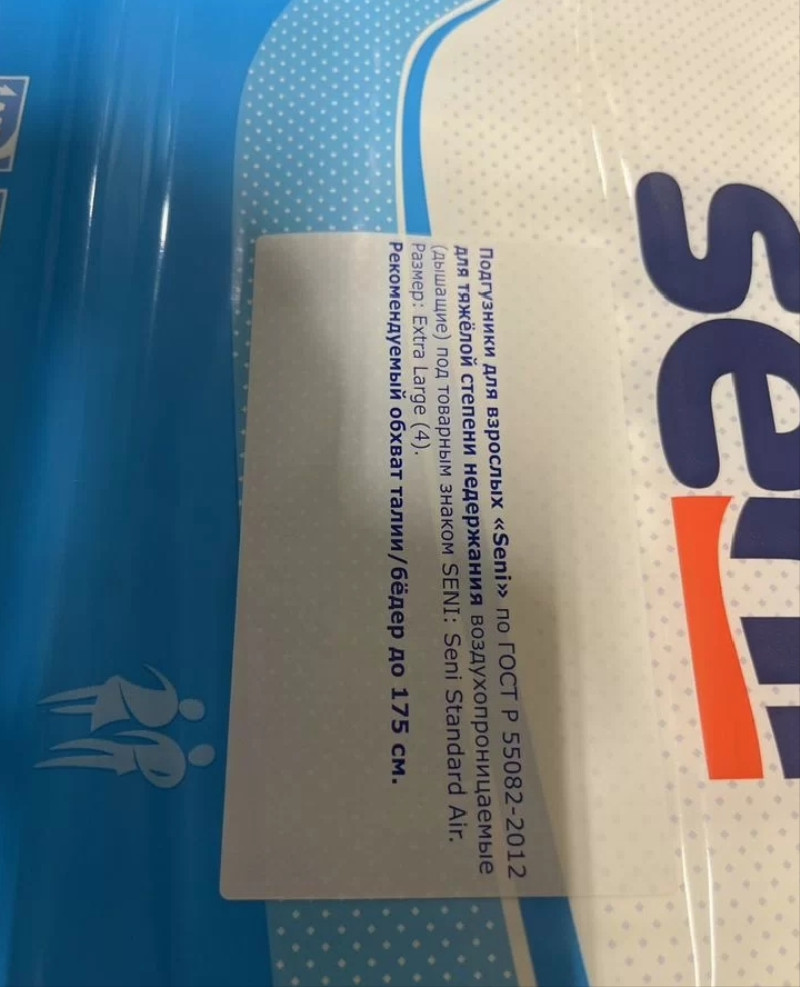 seni
Подгузники для взрослых «Seni» по ГОСТ Р 55082-2012
для тяжёлой степени недержания воздухопроницаемые
(дышащие) под товарным знаком SENI: Seni Standard Air.
Размер: Extra Large (4).
Рекомендуемый обхват талии/бёдер до 175 см.